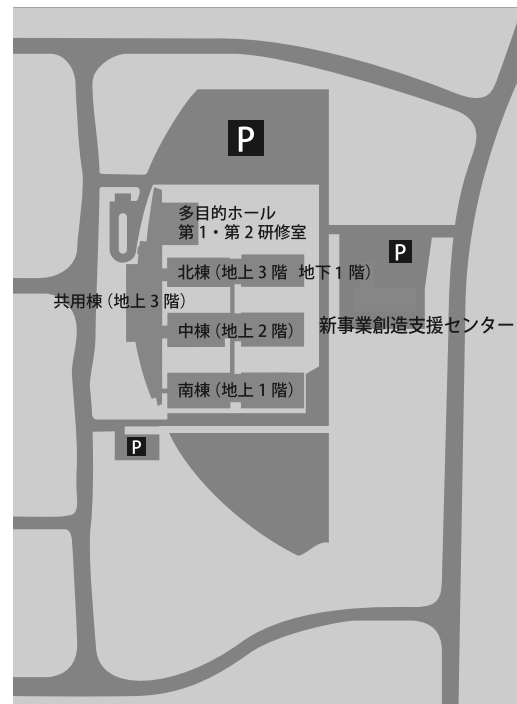 P
多目的ホール
第1・第2研修室
P
北棟（地上3階 地下1階）
共用棟（地上3階）
中棟（地上2階）
新事業創造支援センター
南棟（地上1階）
P